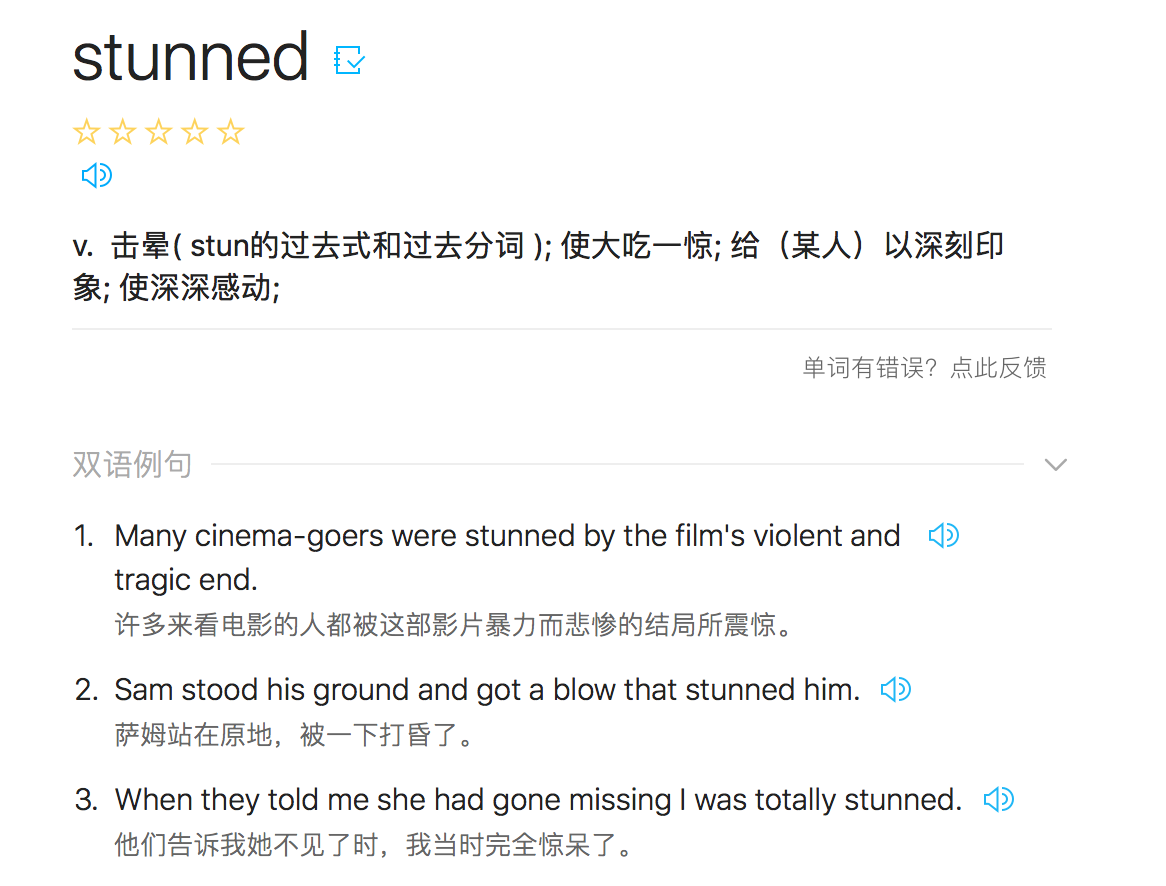 stunned
v. 击晕( stun的过去式和过去分词 ); 使大吃一惊; 给（某人）以深刻印
象; 使深深感动;
单词有错误？点此反馈
双语例句
1. Many cinema-goers were stunned by the film's violent and
tragic end.
许多来看电影的人都被这部影片暴力而悲惨的结局所震惊。
2. Sam stood his ground and got a blow that stunned him.
萨姆站在原地，被一下打昏了。
3. When they told me she had gone missing I was totally stunned.
他们告诉我她不见了时，我当时完全惊呆了。